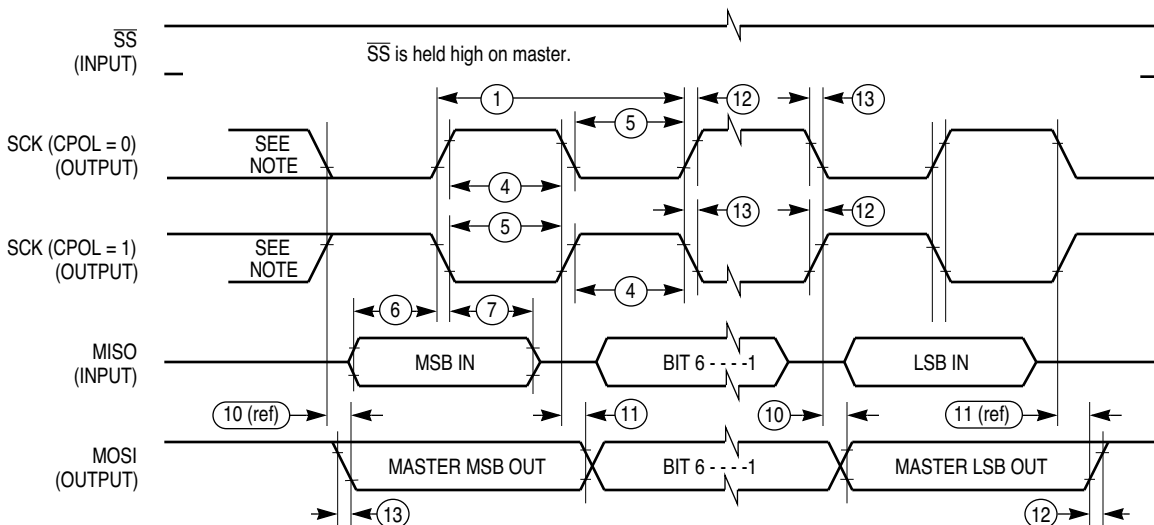 SS
(INPUT)
SS is held high on master.
1
12
13
5
SCK (CPOL = 0)
(OUTPUT)
SEE
NOTE
4
13
12
5
SCK (CPOL = 1)
(OUTPUT)
SEE
NOTE
4
6
7
MISO
(INPUT)
MSB IN
BIT 6 - - - -1
LSB IN
10 (ref)
11
10
11 (ref)
MOSI
(OUTPUT)
MASTER MSB OUT
BIT 6 - - - -1
MASTER LSB OUT
13
12